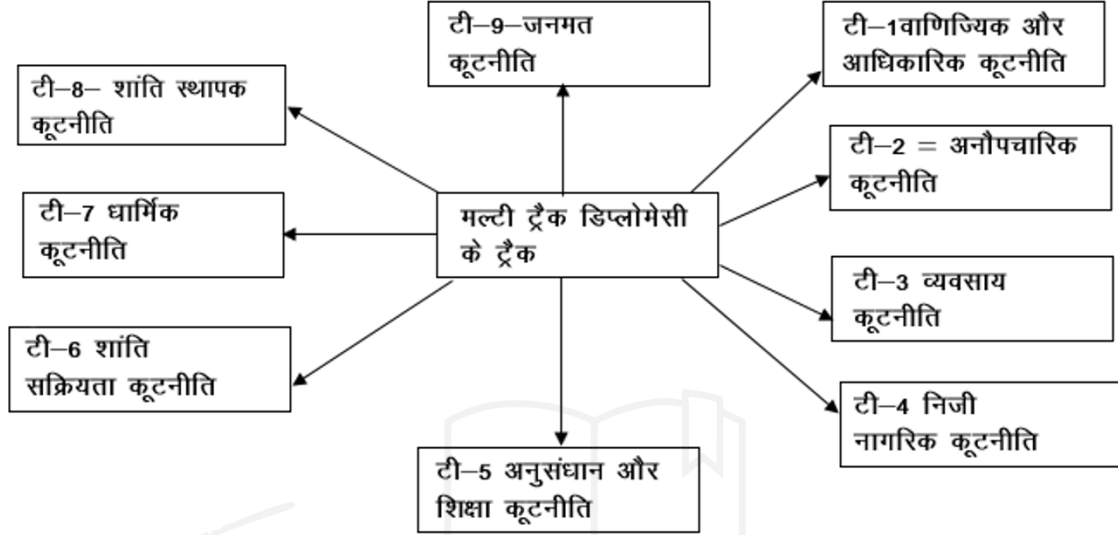 मल्टी ट्रैक डिप्लोमेसी
के ट्रैक
टी–1वाणिज्यिक और
आधिकारिक कूटनीति
टी–2 = अनौपचारिक
कूटनीति
टी–3 व्यवसाय
कूटनीति
टी–4 निजी
नागरिक कूटनीति
टी–5 अनुसंधान और
शिक्षा कूटनीति
टी–6 शांति
सक्रियता कूटनीति
टी–7 धार्मिक
कूटनीति
टी–8– शांति स्थापक
कूटनीति
टी–9–जनमत
कूटनीति